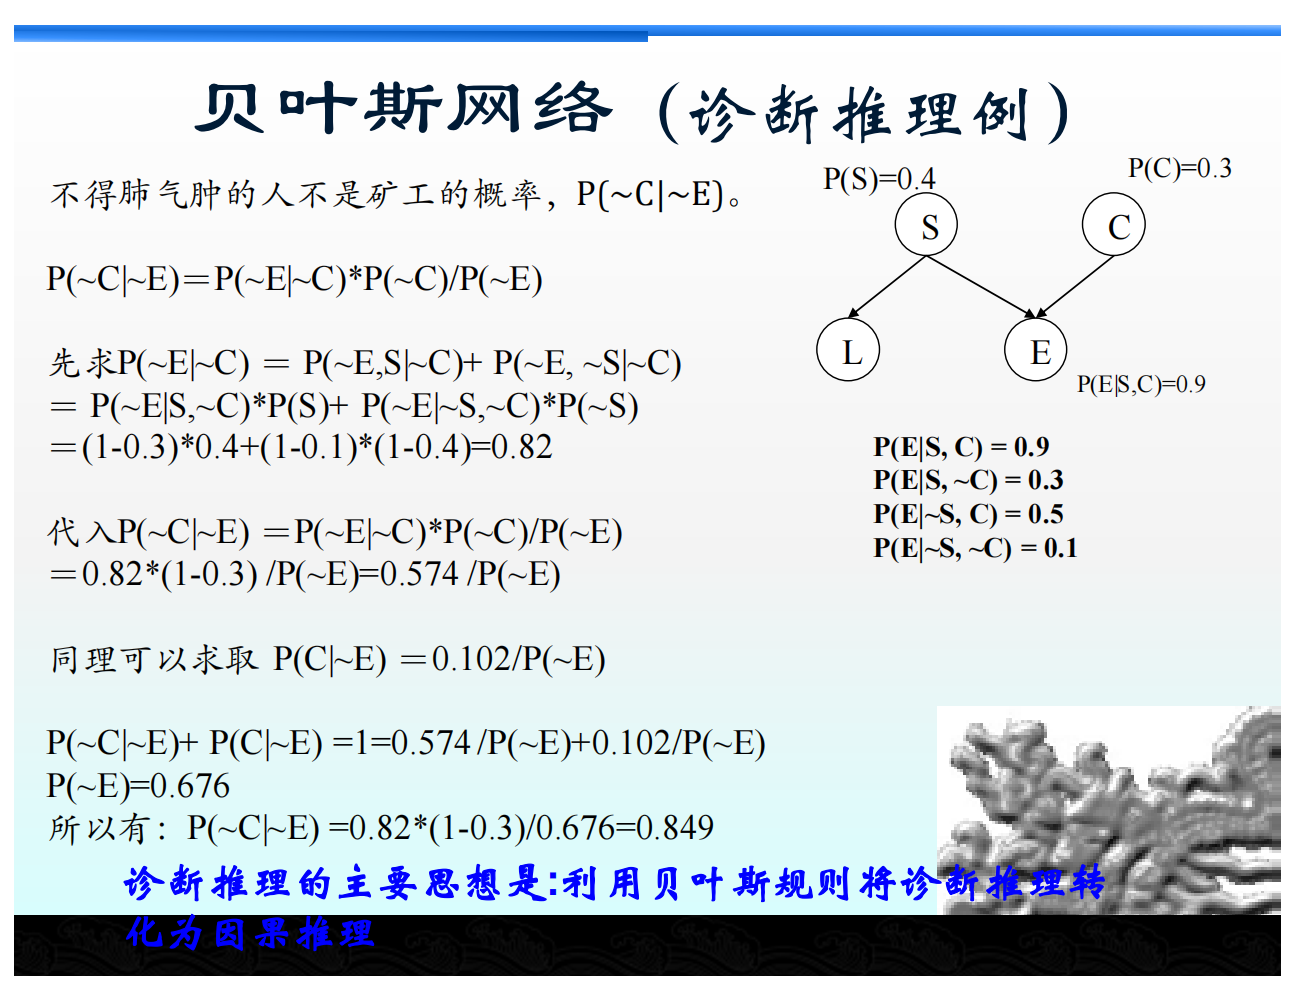 贝叶斯网络（诊断推理例）
不得肺气肿的人不是矿工的概率，P(~C|~E)。
P(~C|~E)＝P(~E|~C)*P(~C)/P(~E)
先求P(~E|~C) ＝ P(~E,S|~C)+ P(~E, ~S|~C)
＝ P(~E|S,~C)*P(S)+ P(~E|~S,~C)*P(~S)
＝(1-0.3)*0.4+(1-0.1)*(1-0.4)=0.82
代入P(~C|~E) ＝P(~E|~C)*P(~C)/P(~E)
＝0.82*(1-0.3) /P(~E)=0.574 /P(~E)
同理可以求取 P(C|~E) ＝0.102/P(~E)
P(~C|~E)+ P(C|~E) =1=0.574 /P(~E)+0.102/P(~E)
P(~E)=0.676
所以有：P(~C|~E) =0.82*(1-0.3)/0.676=0.849
P(S)=0.4
P(C)=0.3
S
C
L
E
P(E|S,C)=0.9
P(E|S, C) = 0.9
P(E|S, ~C) = 0.3
P(E|~S, C) = 0.5
P(E|~S, ~C) = 0.1
诊断推理的主要思想是:利用贝叶斯规则将诊断推理转
化为因果推理